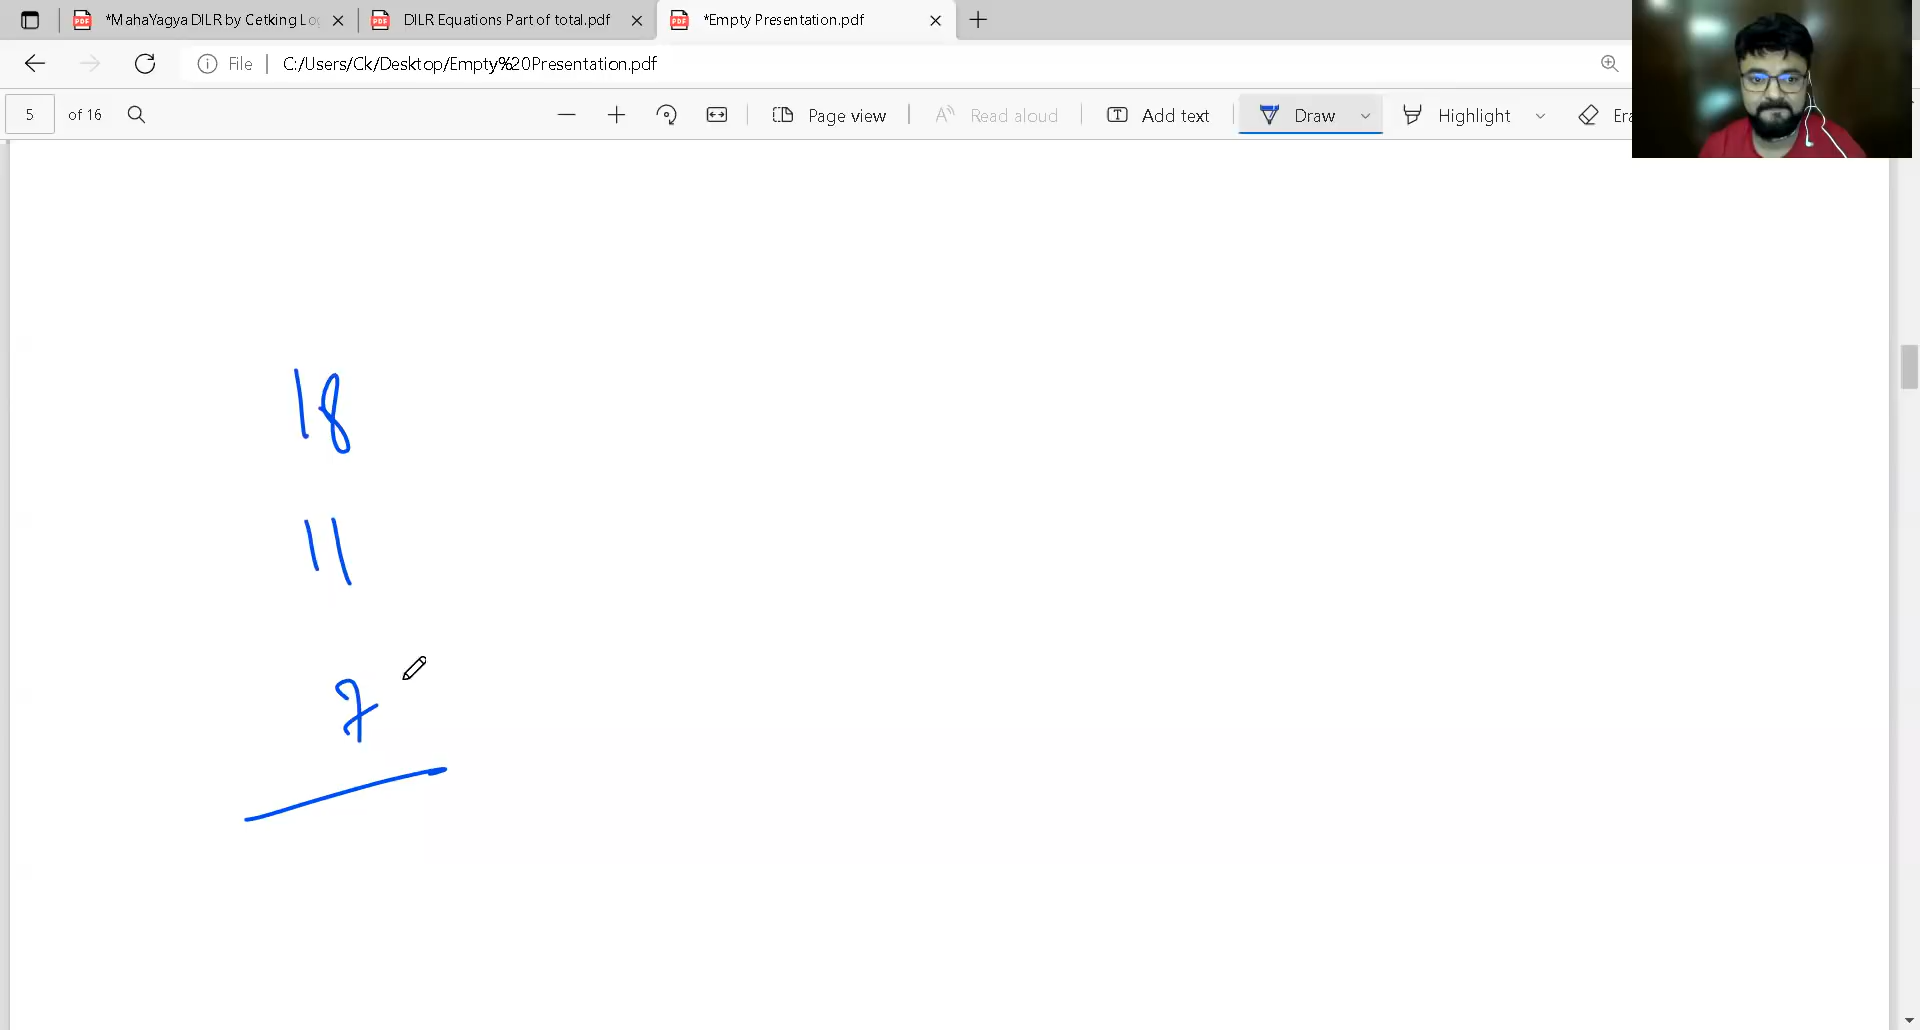 *MahaYagya DILR by Cetking Lo
DILR Equations Part of total.pdf
*Empty Presentation.pdf
File
C:/Users/Ck/Desktop/Empty%20Presentation.pdf
5 of 16
Page view
Read aloud
Add text
Draw
Highlight
Era
18
11
7